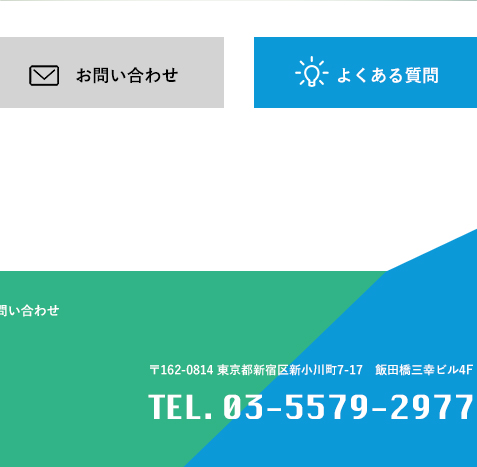 お問い合わせ
よくある質問
問い合わせ
〒162-0814 東京都新宿区新小川町7-17　飯田橋三幸ビル4F
TEL. 03-5579-2977